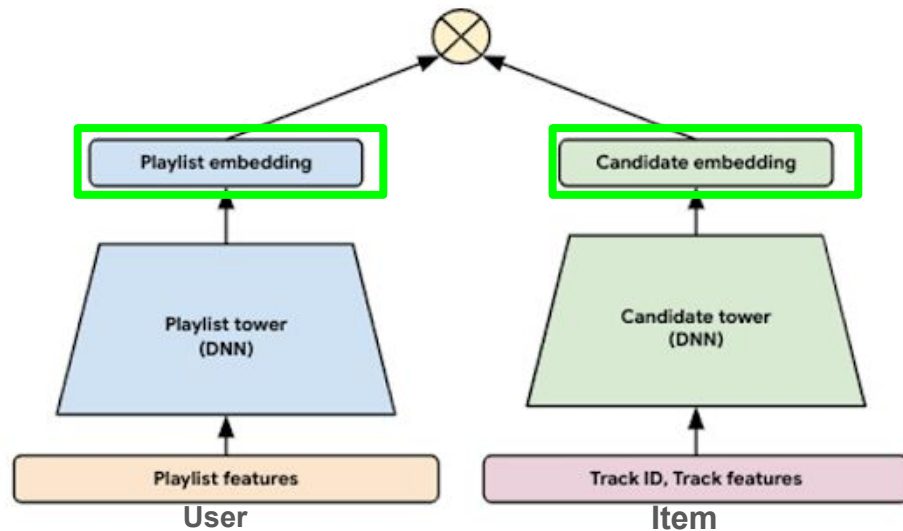 Playlist embedding
Candidate embedding
Playlist tower
(DNN)
Candidate tower
(DNN)
Playlist features
Track ID, Track features
User
Item